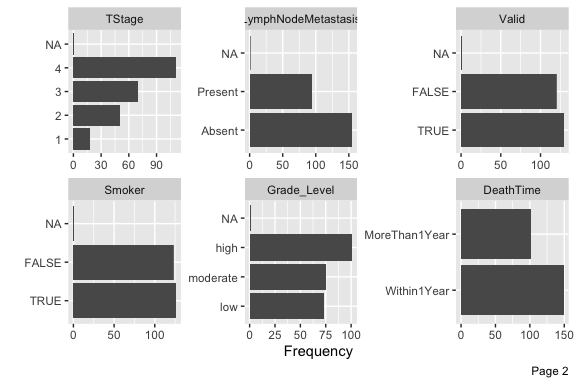 TStage
NA
4
3
2
1
0 30 60 90
LymphNodeMetastasis
NA
Present
Absent
0 50 100 150
Valid
NA
FALSE
TRUE
0 50 100
Smoker
NA
FALSE
TRUE
0 50 100
Grade_Level
NA
high
moderate
low
0 25 50 75 100
DeathTime
MoreThan1Year
Within1Year
0 50 100 150
Frequency
Page 2